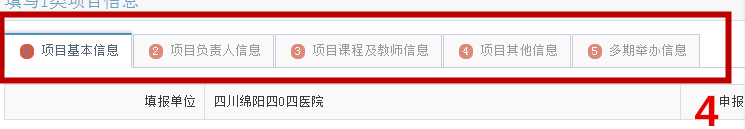 填写1类项目信息
1 项目基本信息 2 项目负责人信息 3 项目课程及教师信息 4 项目其他信息 5 多期举办信息
填报单位 四川绵阳四0四医院 申报
4